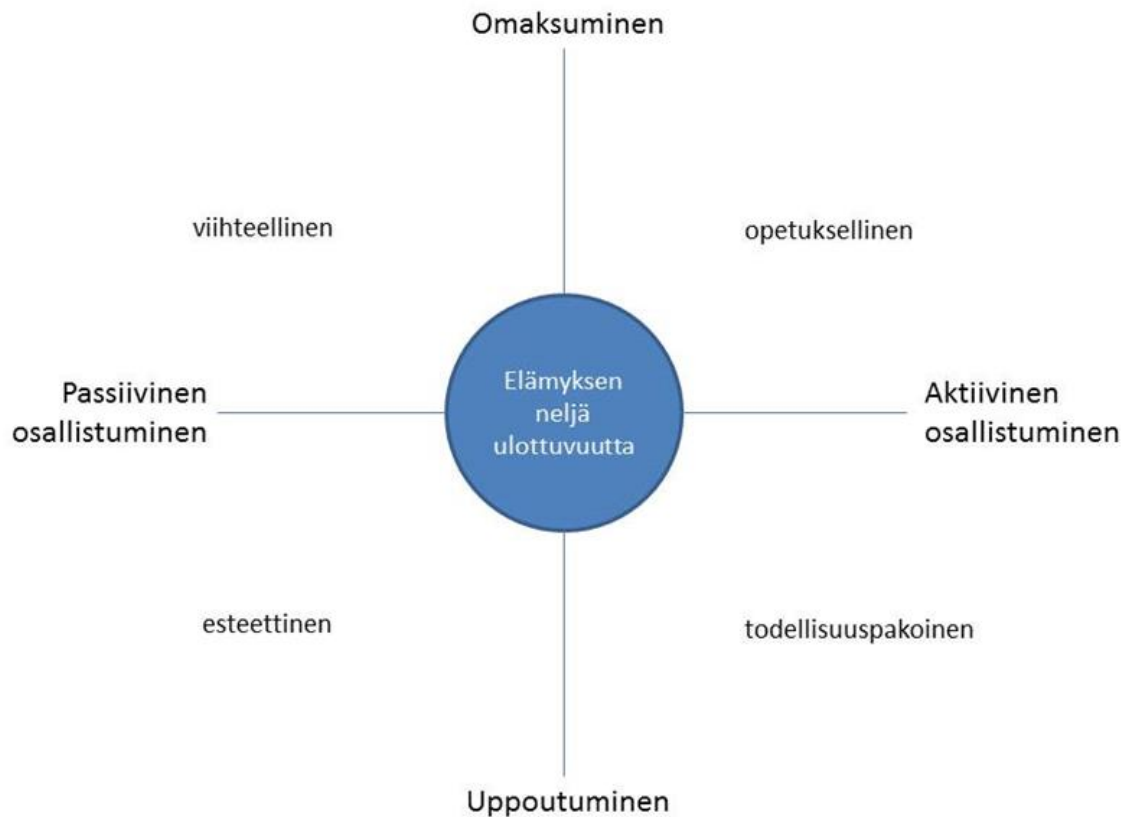 Omaksuminen
viihteellinen
opetuksellinen
Passiivinen
osallistuminen
Elämyksen
neljä
ulottuvuutta
Aktiivinen
osallistuminen
esteettinen
todellisuuspakoinen
Uppoutuminen